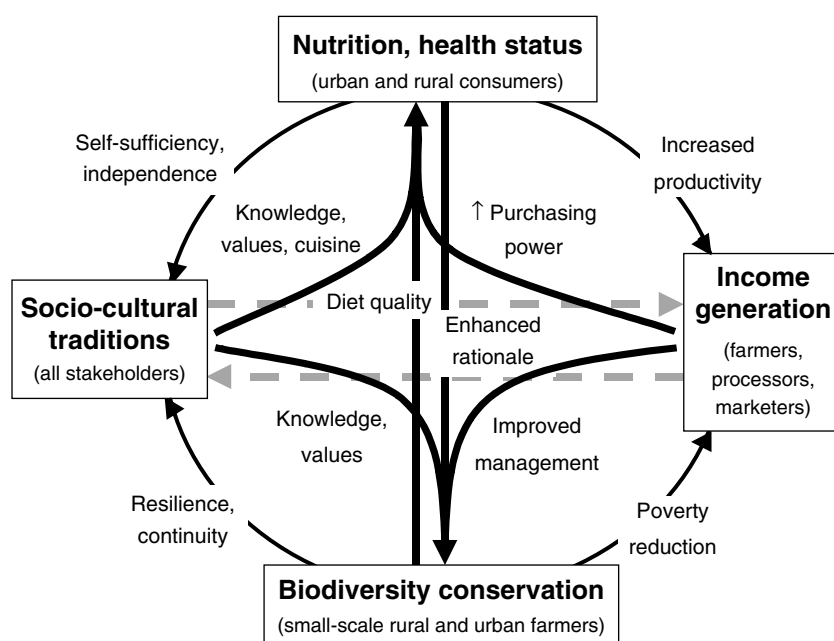 Nutrition, health status
(urban and rural consumers)
Self-sufficiency,
independence
Increased
productivity
Knowledge,
values, cuisine
↑ Purchasing
power
Socio-cultural
traditions
(all stakeholders)
Diet quality
Enhanced
rationale
Income
generation
(farmers,
processors,
marketers)
Knowledge,
values
Improved
management
Resilience,
continuity
Poverty
reduction
Biodiversity conservation
(small-scale rural and urban farmers)